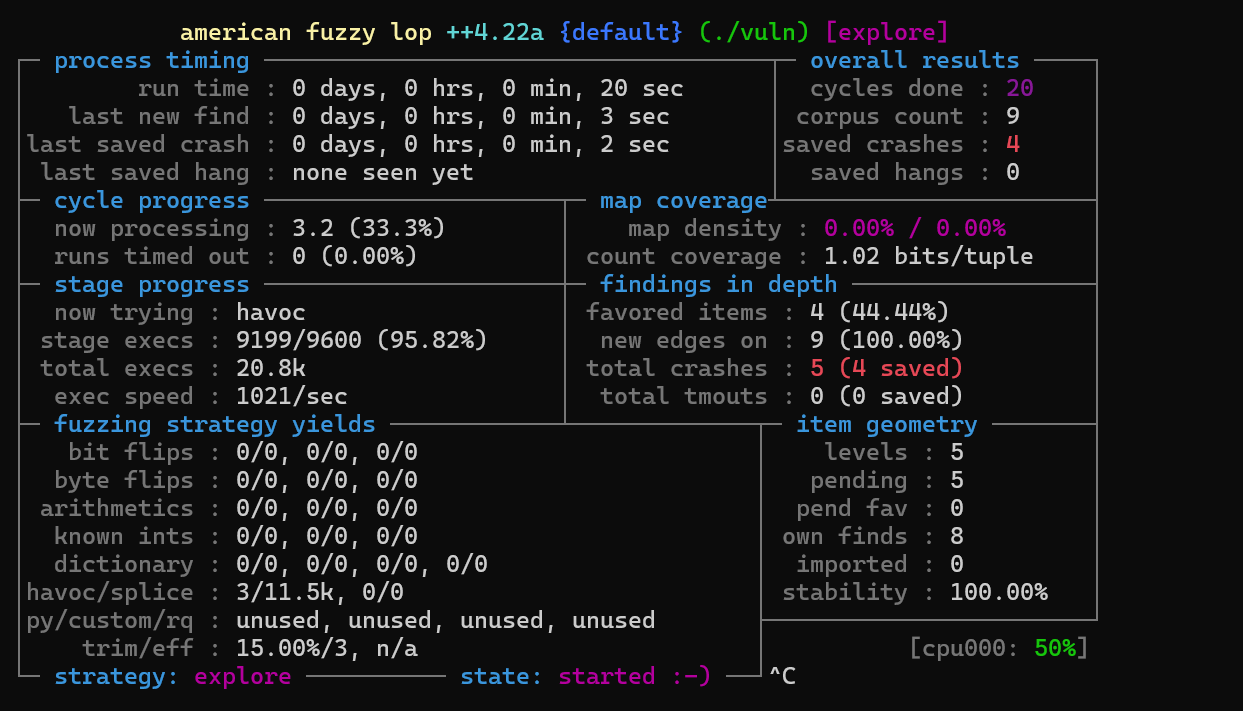 american fuzzy lop ++4.22a {default} (./vuln) [explore]
process timing overall results
run time : 0 days, 0 hrs, 0 min, 20 sec cycles done : 20
last new find : 0 days, 0 hrs, 0 min, 3 sec corpus count : 9
last saved crash : 0 days, 0 hrs, 0 min, 2 sec saved crashes : 4
last saved hang : none seen yet saved hangs : 0
cycle progress map coverage
now processing : 3.2 (33.3%) map density : 0.00% / 0.00%
runs timed out : 0 (0.00%) count coverage : 1.02 bits/tuple
stage progress findings in depth
now trying : havoc favored items : 4 (44.44%)
stage execs : 9199/9600 (95.82%) new edges on : 9 (100.00%)
total execs : 20.8k total crashes : 5 (4 saved)
exec speed : 1021/sec total tmouts : 0 (0 saved)
fuzzing strategy yields item geometry
bit flips : 0/0, 0/0, 0/0 levels : 5
byte flips : 0/0, 0/0, 0/0 pending : 5
arithmetics : 0/0, 0/0, 0/0 pend fav : 0
known ints : 0/0, 0/0, 0/0 own finds : 8
dictionary : 0/0, 0/0, 0/0, 0/0 imported : 0
havoc/splice : 3/11.5k, 0/0 stability : 100.00%
py/custom/rq : unused, unused, unused, unused
trim/eff : 15.00%/3, n/a [cpu000: 50%]
strategy: explore state: started :-) ^C